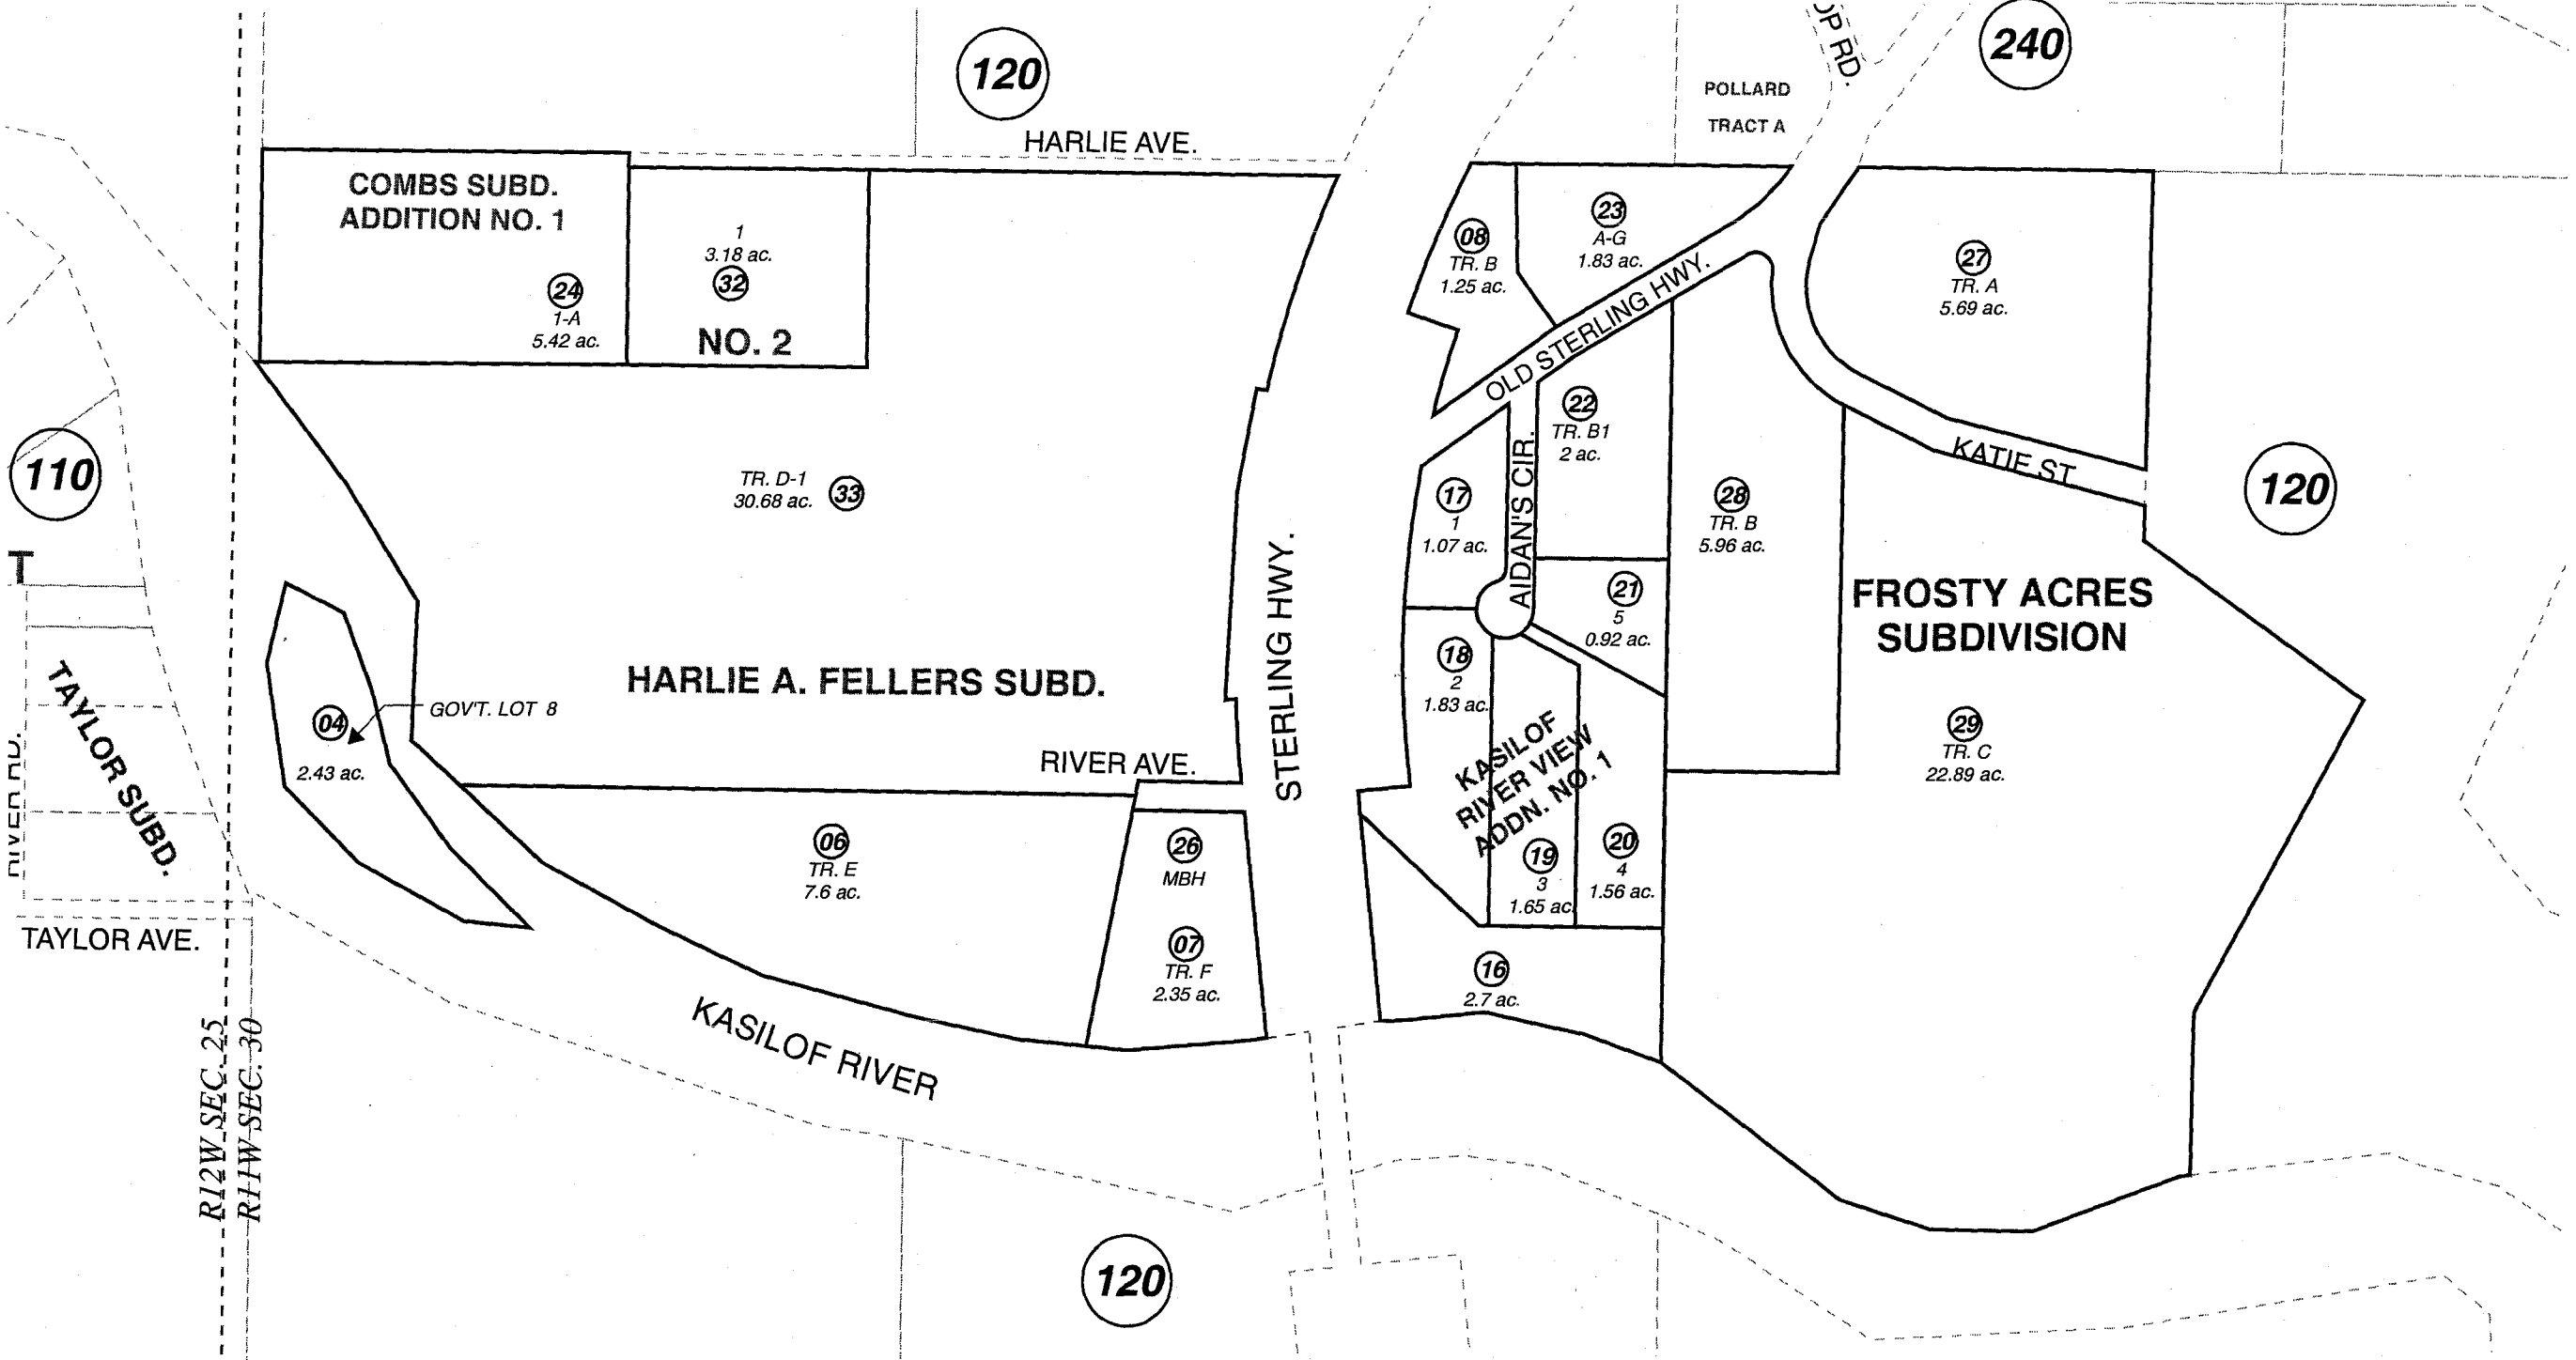 120
240
OP RD.
POLLARD
TRACT A
HARLIE AVE.
COMBS SUBD.
ADDITION NO. 1
24
1-A
5.42 ac.
1
3.18 ac.
32
NO. 2
08
TR. B
1.25 ac.
23
A-G
1.83 ac.
27
TR. A
5.69 ac.
OLD STERLING HWY.
22
TR. B1
2 ac.
KATIE ST
110
120
T
TR. D-1
30.68 ac.
33
17
1
1.07 ac.
AIDAN'S CIR.
28
TR. B
5.96 ac.
21
5
0.92 ac.
FROSTY ACRES
SUBDIVISION
STERLING HWY.
HARLIE A. FELLERS SUBD.
18
2
1.83 ac.
04
GOV'T. LOT 8
2.43 ac.
TAYLOR SUBD.
RIVER RD.
RIVER AVE.
KASILOF
RIVER VIEW
ADDN. NO. 1
29
TR. C
22.89 ac.
06
TR. E
7.6 ac.
26
MBH
19
3
1.65 ac.
20
4
1.56 ac.
TAYLOR AVE.
07
TR. F
2.35 ac.
16
2.7 ac.
KASILOF RIVER
R12W SEC. 25
R11W SEC. 30
120